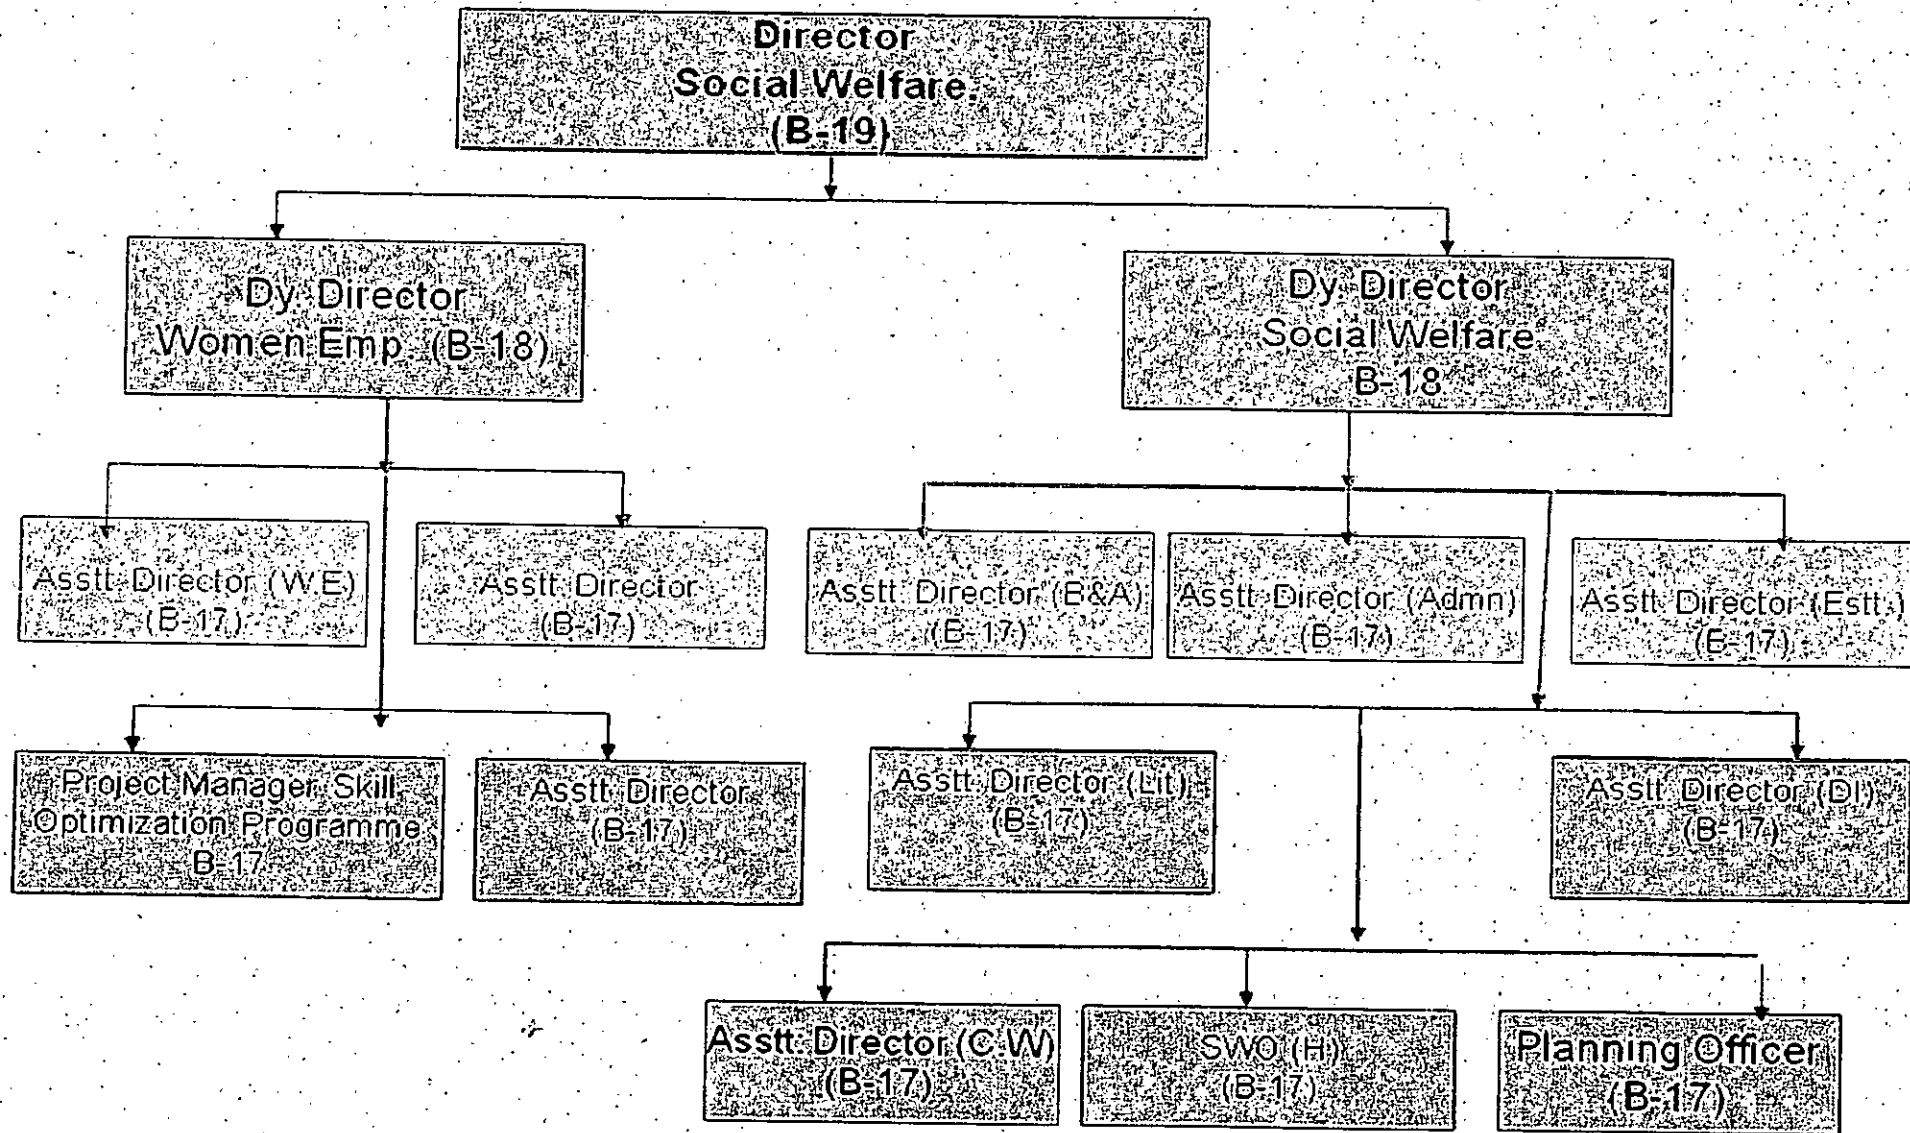 Director
Social Welfare.
(B-19)
Dy. Director
Women Emp. (B-18)
Dy. Director
Social Welfare
B-18
Asstt. Director (W.E)
(B-17)
Asstt. Director
(B-17)
Asstt. Director (B&A)
(B-17)
Asstt. Director (Admn)
(B-17)
Asstt. Director (Estt.)
(B-17)
Project Manager Skill
Optimization Programme
B-17
Asstt. Director
(B-17)
Asstt. Director (Lit)
(B-17)
Asstt. Director (DI)
(B-17)
Asstt. Director (C.W)
(B-17)
SWO (H)
(B-17)
Planning Officer
(B-17)